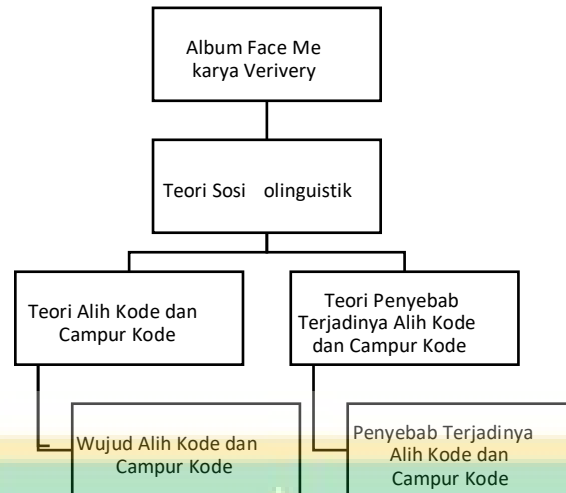 Album Face Me
karya Verivery
Teori Sosi olinguistik
Teori Alih Kode dan
Campur Kode
Teori Penyebab
Terjadinya Alih Kode
dan Campur Kode
Wujud Alih Kode dan
Campur Kode
Penyebab Terjadinya
Alih Kode dan
Campur Kode